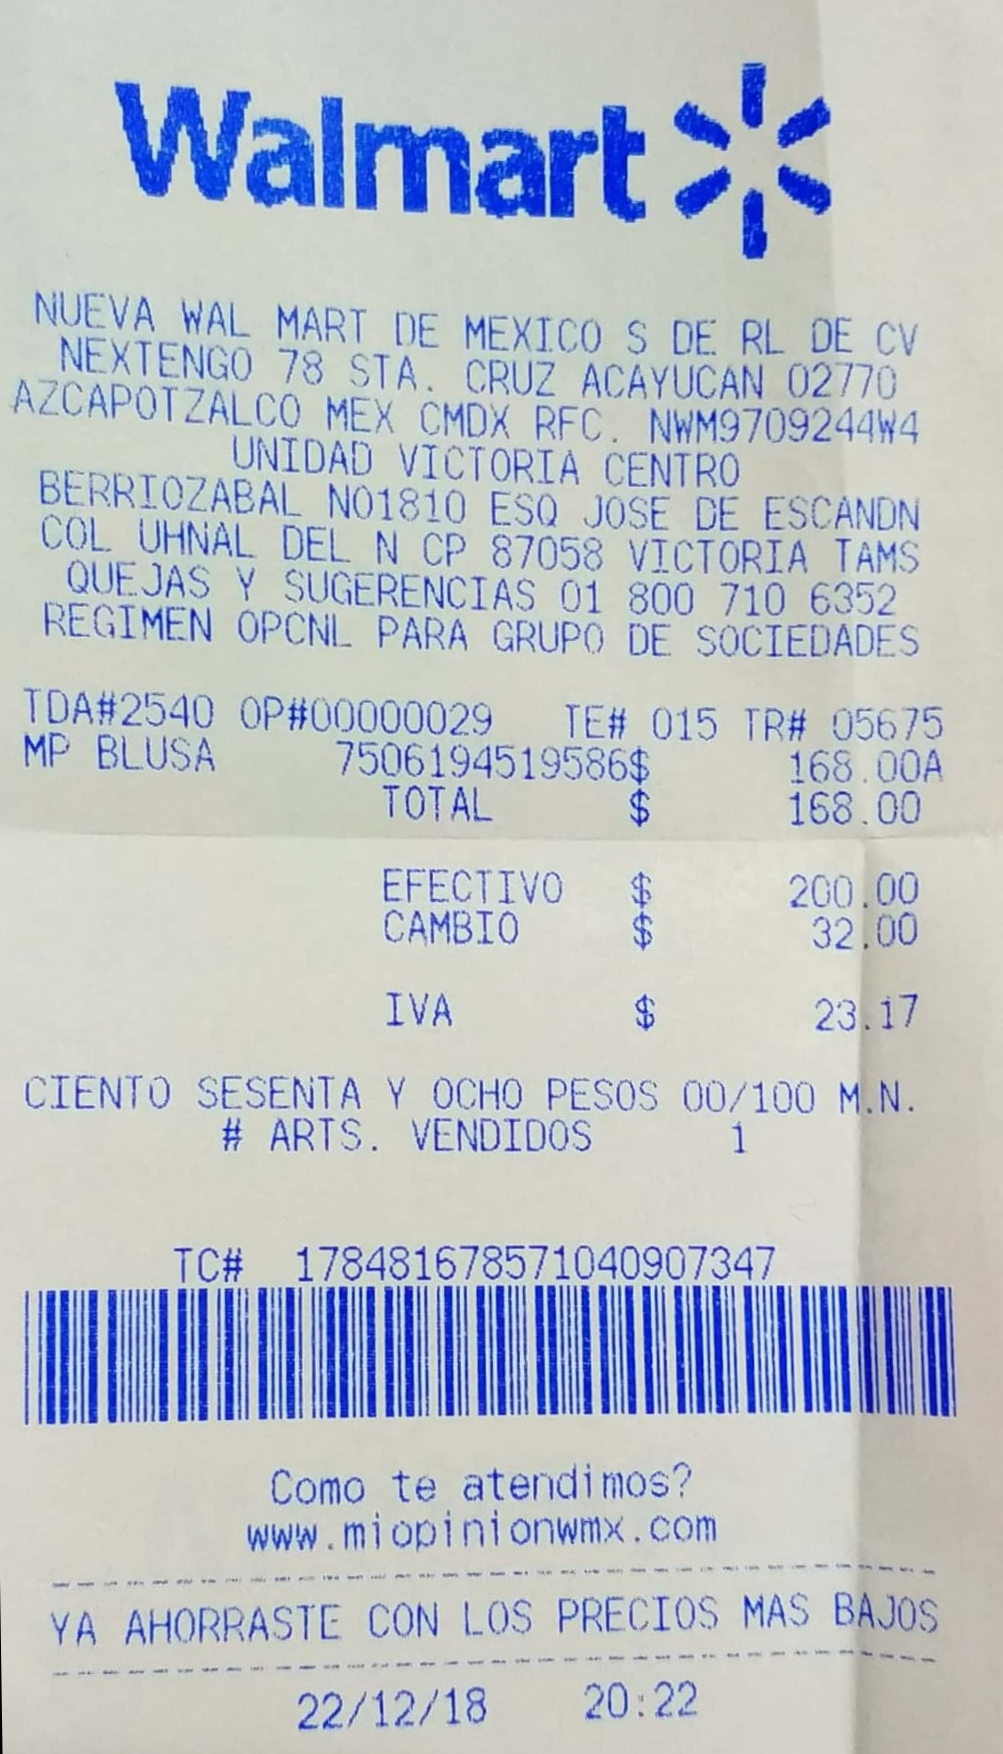 Walmart
NUEVA WAL MART DE MEXICO S DE RL DE CV
NEXTENGO 78 STA. CRUZ ACAYUCAN 02770
AZCAPOTZALCO MEX CMDX RFC. NWM9709244W4
UNIDAD VICTORIA CENTRO
BERRIOZABAL NO1810 ESQ JOSE DE ESCANDN
COL UHNAL DEL N CP 87058 VICTORIA TAMS
QUEJAS Y SUGERENCIAS 01 800 710 6352
REGIMEN OPCNL PARA GRUPO DE SOCIEDADES
TDA#2540 OP#00000029 TE# 015 TR# 05675
MP BLUSA 7506194519586$ 168.00A
TOTAL $ 168.00
EFECTIVO $ 200.00
CAMBIO $ 32.00
IVA $ 23.17
CIENTO SESENTA Y OCHO PESOS 00/100 M.N.
# ARTS. VENDIDOS 1
TC# 178481678571040907347
Como te atendimos?
www.miopinionwmx.com
YA AHORRASTE CON LOS PRECIOS MAS BAJOS
22/12/18 20:22